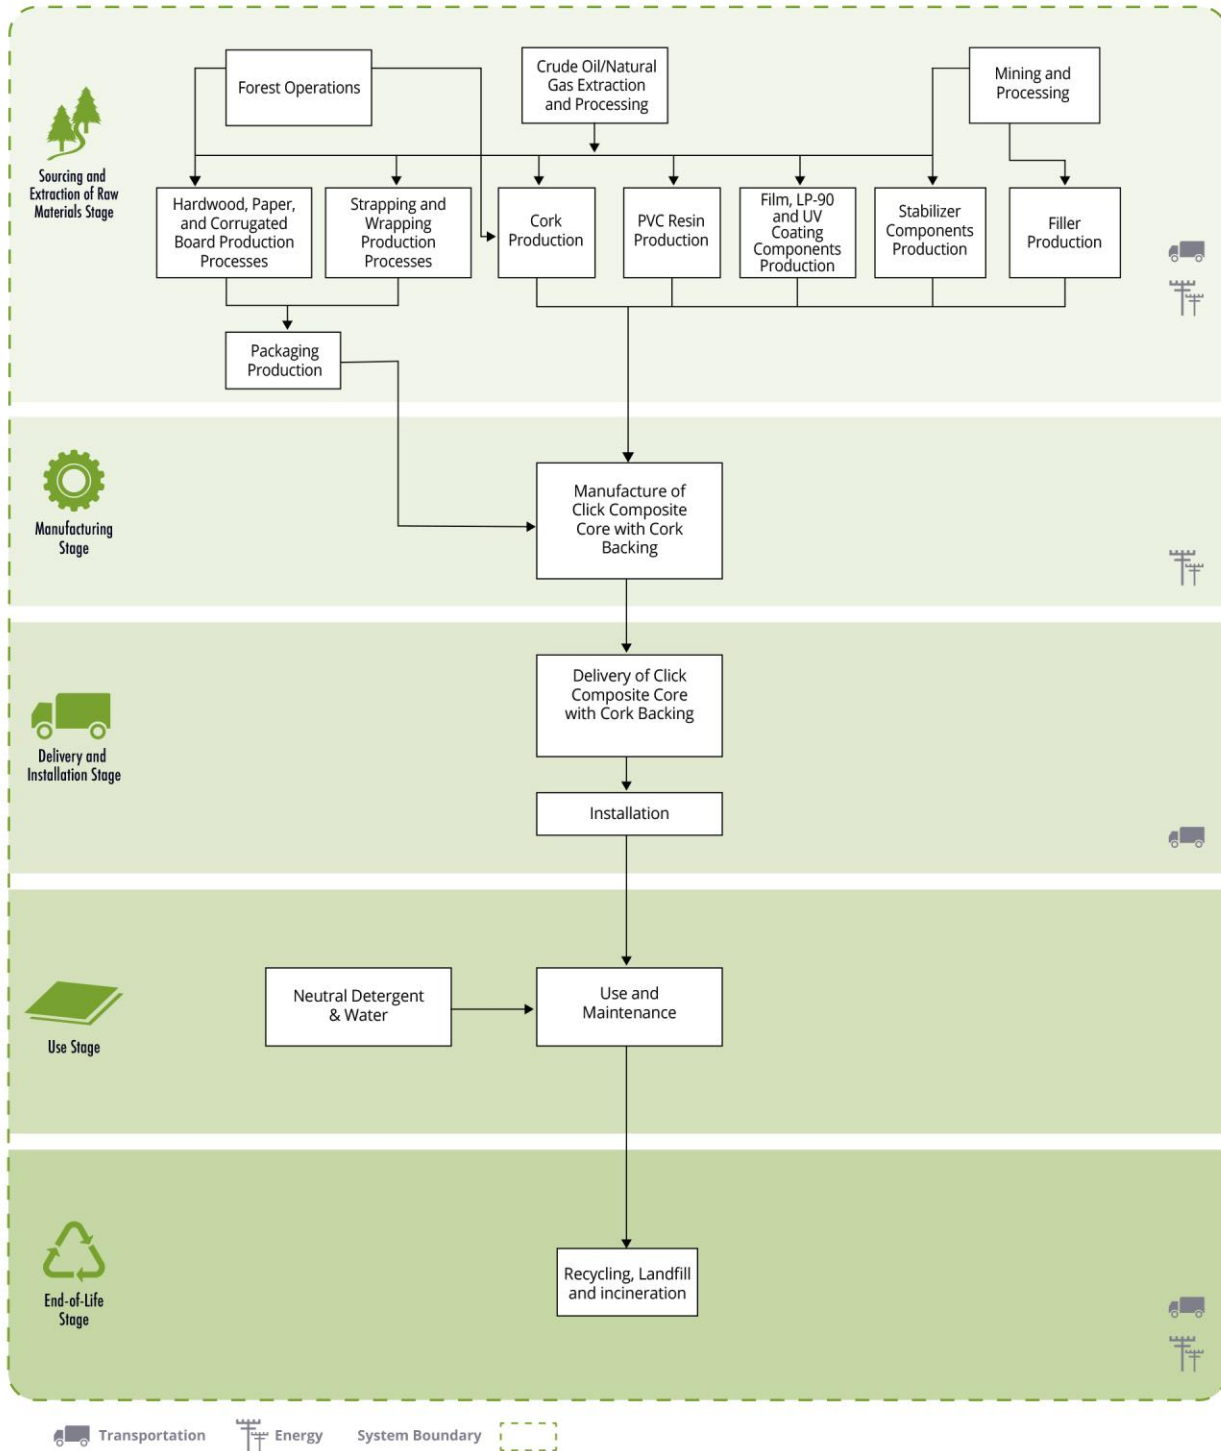 Forest Operations
Crude Oil/Natural
Gas Extraction
and Processing
Mining and
Processing
Sourcing and
Extraction of Raw
Materials Stage
Hardwood, Paper,
and Corrugated
Board Production
Processes
Strapping and
Wrapping
Production
Processes
Cork
Production
PVC Resin
Production
Film, LP-90
and UV
Coating
Components
Production
Stabilizer
Components
Production
Filler
Production
Packaging
Production
Manufacturing
Stage
Manufacture of
Click Composite
Core with Cork
Backing
Delivery and
Installation Stage
Delivery of Click
Composite Core
with Cork Backing
Installation
Use Stage
Neutral Detergent
& Water
Use and
Maintenance
End-of-Life
Stage
Recycling, Landfill
and incineration
Transportation
Energy
System Boundary